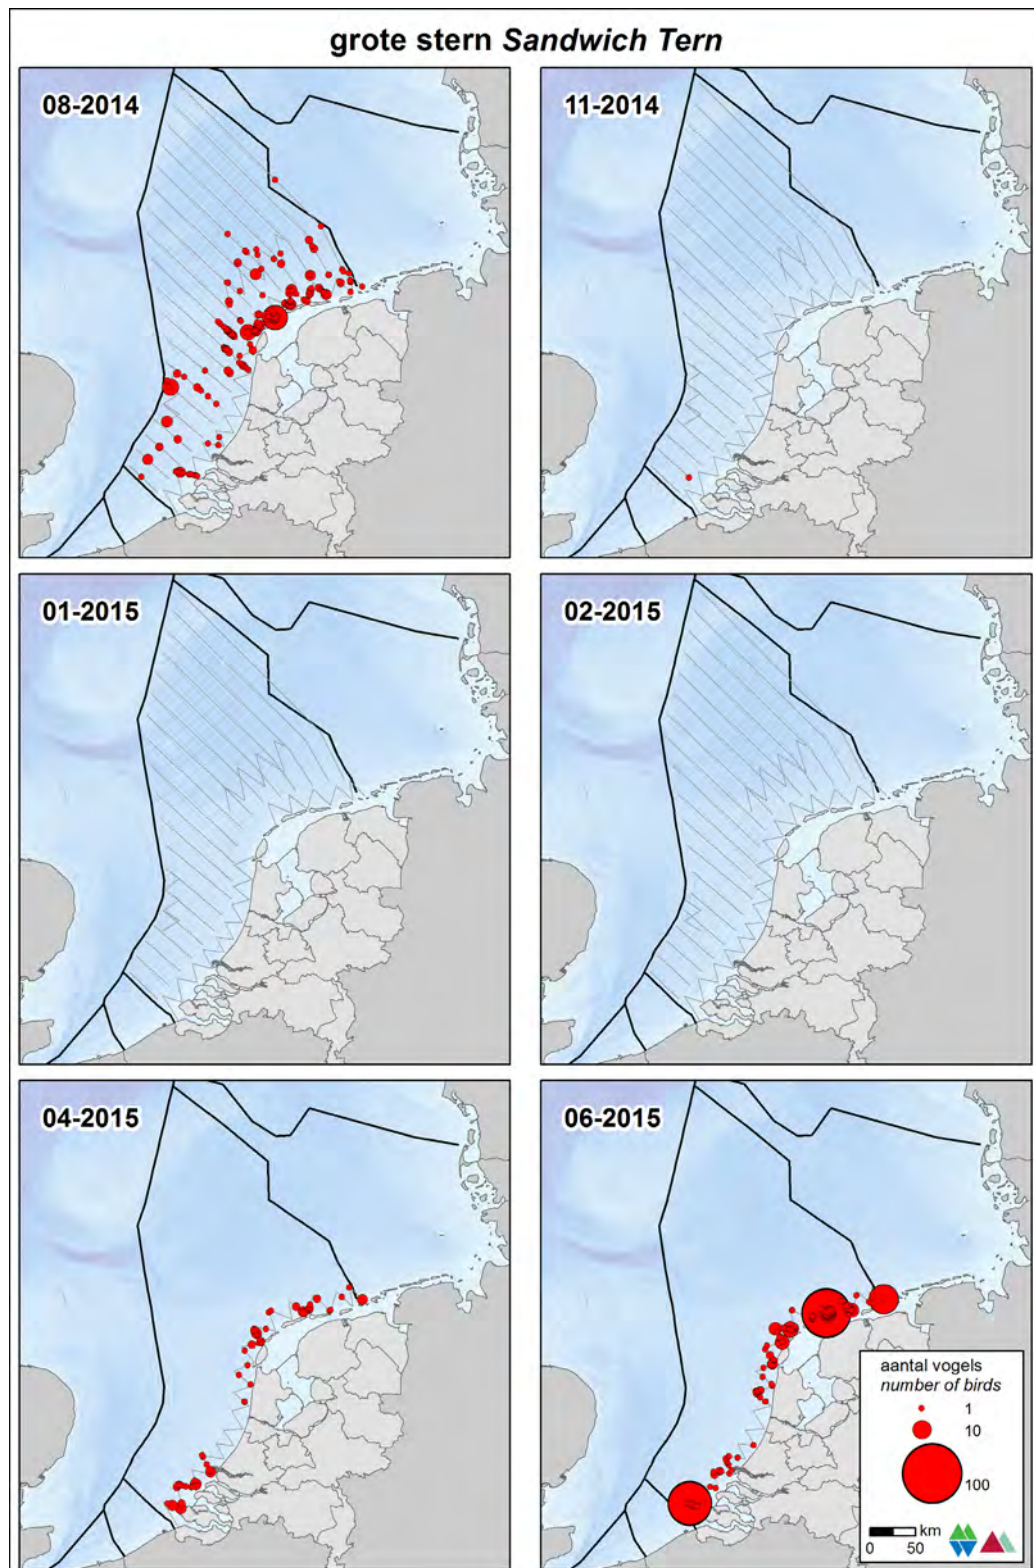 grote stern Sandwich Tern
08-2014
11-2014
01-2015
02-2015
04-2015
06-2015
aantal vogels
number of birds
1
10
100
km
0 50